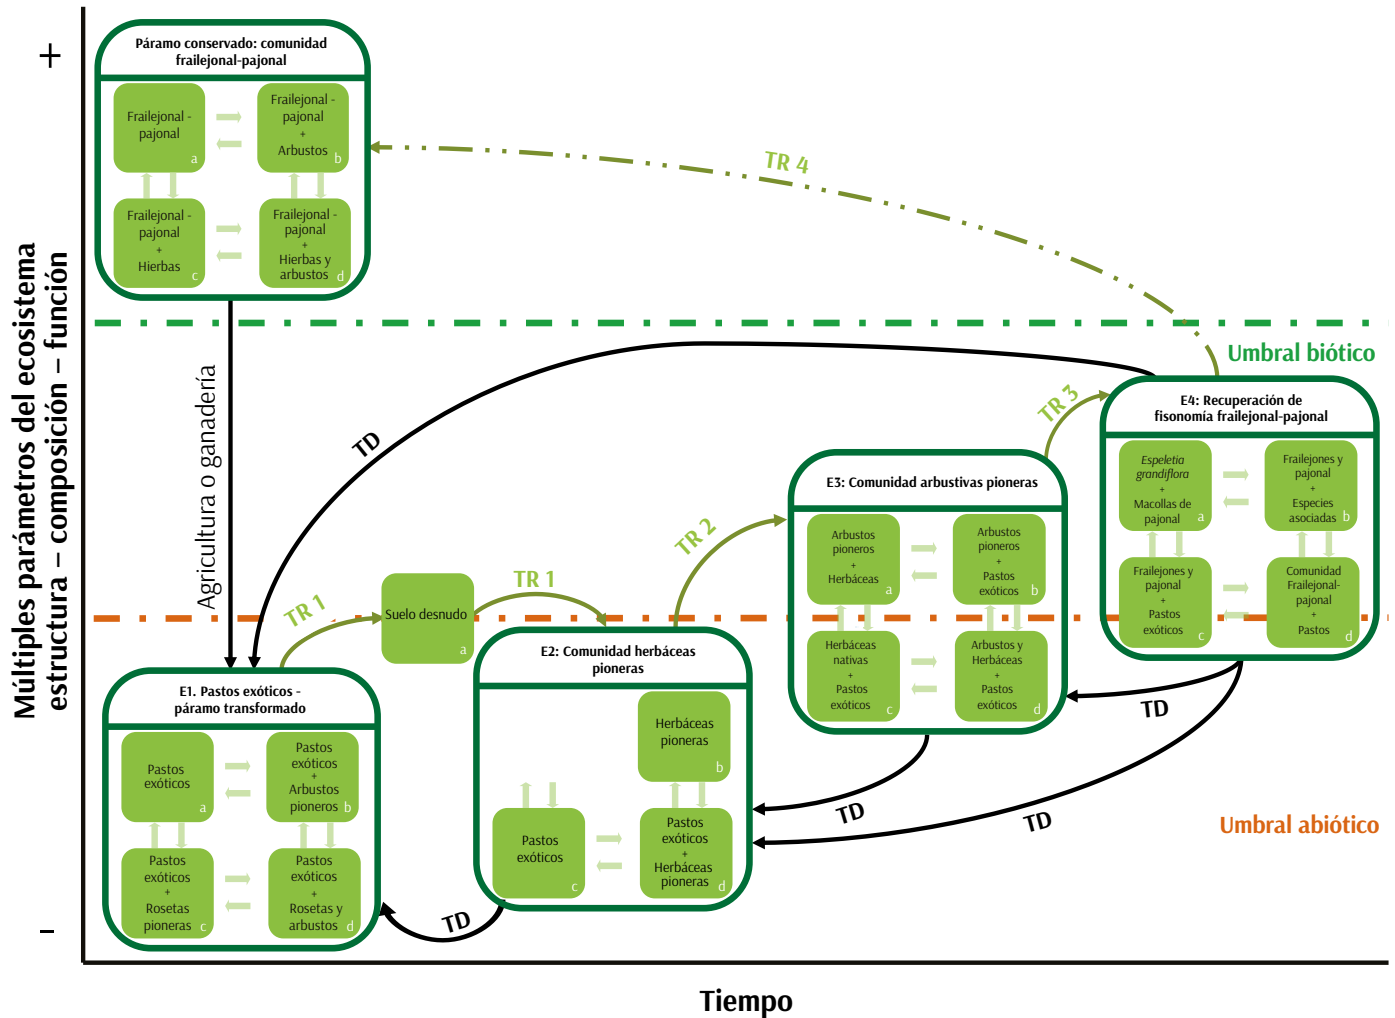 +
-
Múltiples parámetros del ecosistema
estructura – composición – función
Tiempo
Páramo conservado: comunidad
frailejonal-pajonal
Frailejonal -
pajonal
a
Frailejonal -
pajonal
+
Arbustos
b
Frailejonal -
pajonal
+
Hierbas
c
Frailejonal -
pajonal
+
Hierbas y
arbustos
d
TR 4
Umbral biótico
Agricultura o ganadería
TD
TR 3
E4: Recuperación de
fisonomía frailejonal-pajonal
Espeletia
grandiflora
+
Macollas de
pajonal
a
Frailejones y
pajonal
+
Especies
asociadas
b
Frailejones y
pajonal
+
Pastos
exóticos
c
Comunidad
Frailejonal-
pajonal
+
Pastos
d
E3: Comunidad arbustivas pioneras
Arbustos
pioneros
+
Herbáceas
a
Arbustos
pioneros
+
Pastos
exóticos
b
Herbáceas
nativas
+
Pastos
exóticos
c
Arbustos y
Herbáceas
+
Pastos
exóticos
d
TR 2
TR 1
Suelo desnudo
a
TR 1
E2: Comunidad herbáceas
pioneras
Herbáceas
pioneras
b
Pastos
exóticos
c
Pastos
exóticos
+
Herbáceas
pioneras
d
E1. Pastos exóticos -
páramo transformado
Pastos
exóticos
a
Pastos
exóticos
+
Arbustos
pioneros
b
Pastos
exóticos
+
Rosetas
pioneras
c
Pastos
exóticos
+
Rosetas y
arbustos
d
TD
TD
TD
TD
Umbral abiótico